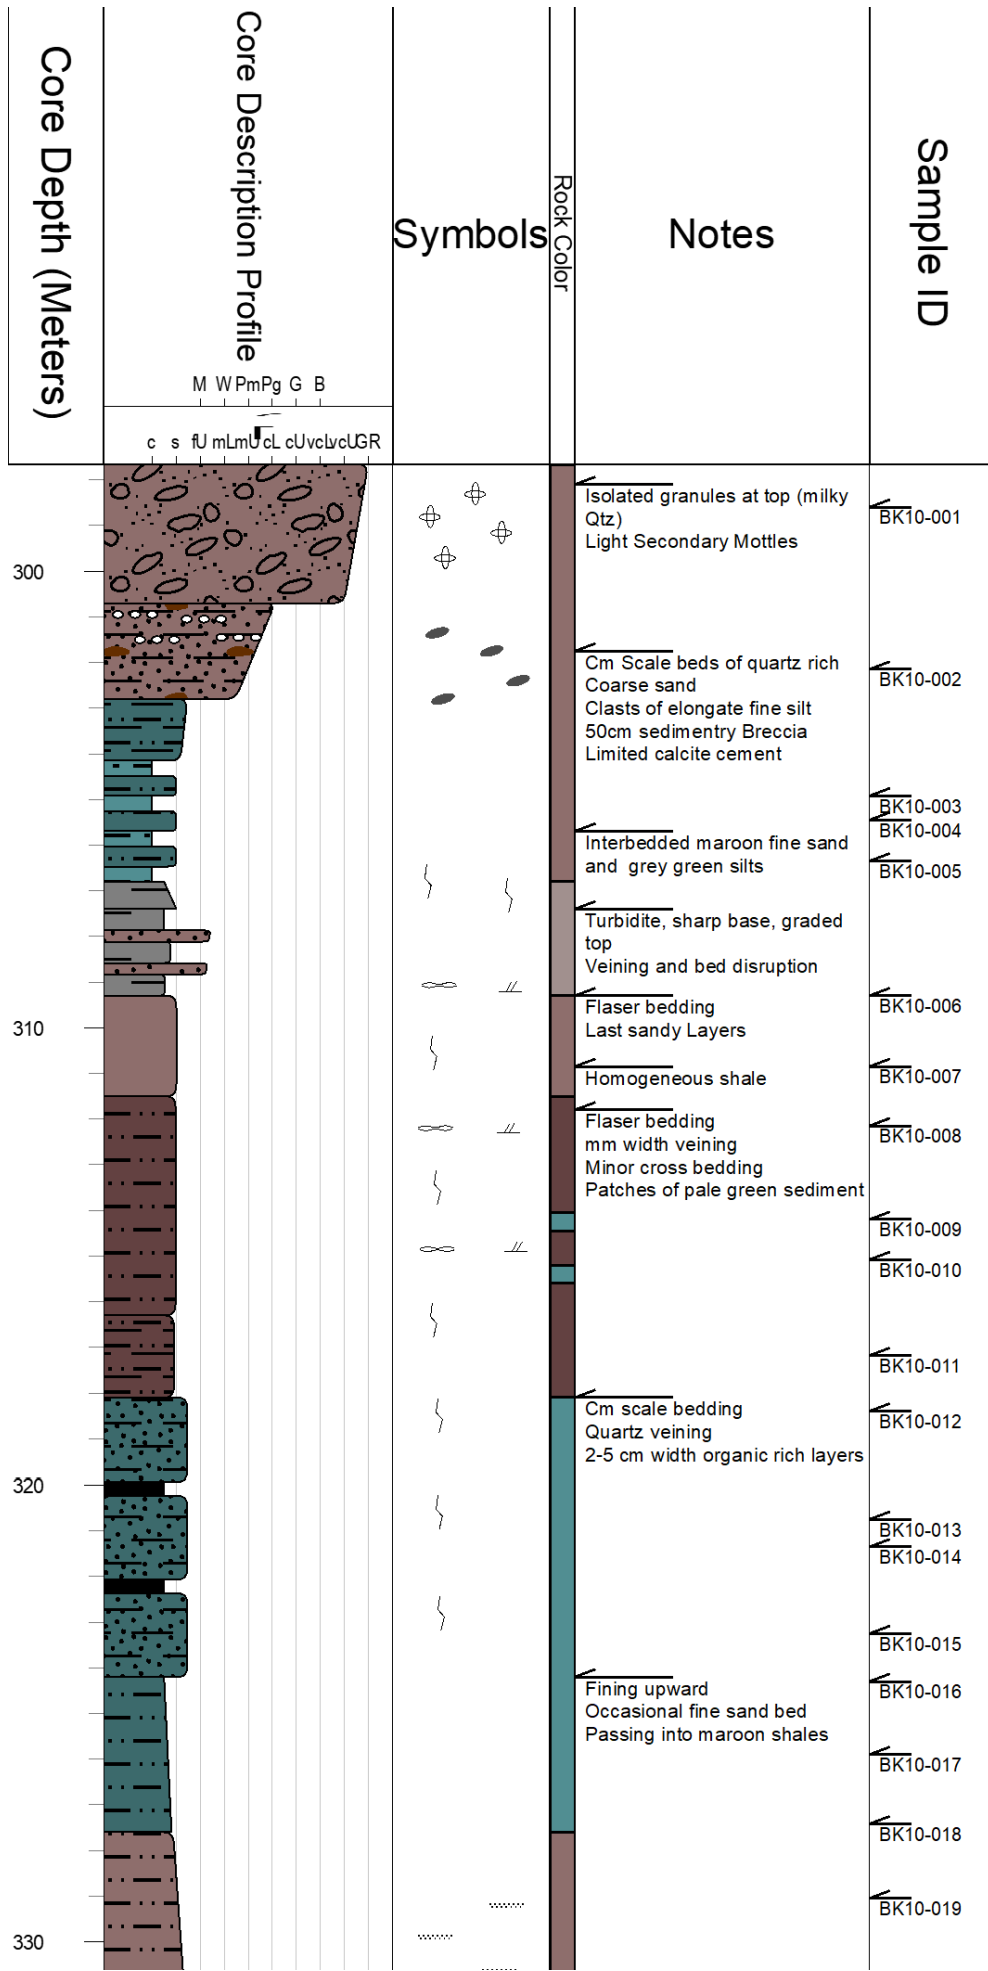 Core Depth (Meters)
Core Description Profile
Symbols
Rock Color
Notes
Sample ID
M W Pm Pg G B
c s fU mL mU cL cU vcL vcU GR
Isolated granules at top (milky
Qtz)
Light Secondary Mottles
BK10-001
300
Cm Scale beds of quartz rich
Coarse sand
Clasts of elongate fine silt
50cm sedimentry Breccia
Limited calcite cement
BK10-002
BK10-003
BK10-004
Interbedded maroon fine sand
and grey green silts
BK10-005
Turbidite, sharp base, graded
top
Veining and bed disruption
Flaser bedding
Last sandy Layers
BK10-006
310
Homogeneous shale
BK10-007
Flaser bedding
mm width veining
Minor cross bedding
Patches of pale green sediment
BK10-008
BK10-009
BK10-010
BK10-011
Cm scale bedding
Quartz veining
2-5 cm width organic rich layers
BK10-012
320
BK10-013
BK10-014
BK10-015
Fining upward
Occasional fine sand bed
Passing into maroon shales
BK10-016
BK10-017
BK10-018
BK10-019
330